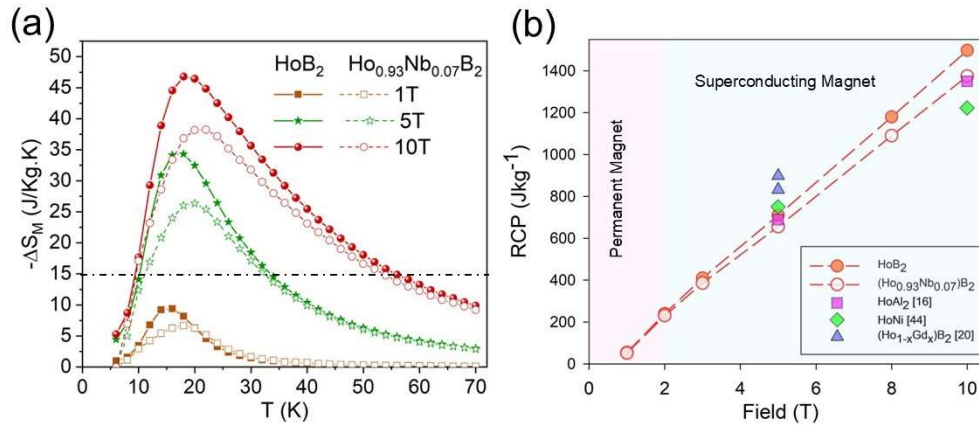 (a)
50
45
40
35
30
25
20
15
10
5
0
-ΔS_M (J/Kg.K)
HoB₂ Ho₀.₉₃Nb₀.₀₇B₂
1T
5T
10T
0 10 20 30 40 50 60 70
T (K)
(b)
1400
1200
1000
800
600
400
200
0
RCP (Jkg⁻¹)
Permanent Magnet
Superconducting Magnet
HoB₂
(Ho₀.₉₃Nb₀.₀₇)B₂
HoAl₂ [16]
HoNi [44]
(Ho₁₋ₓGdₓ)B₂ [20]
0 2 4 6 8 10
Field (T)